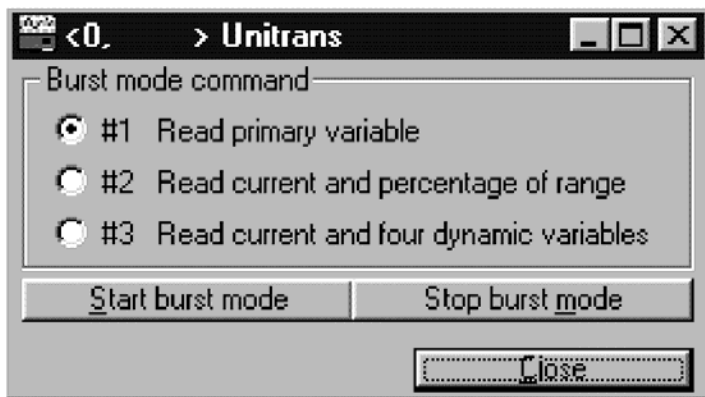 <0,      > Unitrans
Burst mode command
#1 Read primary variable
#2 Read current and percentage of range
#3 Read current and four dynamic variables
Start burst mode Stop burst mode
Close